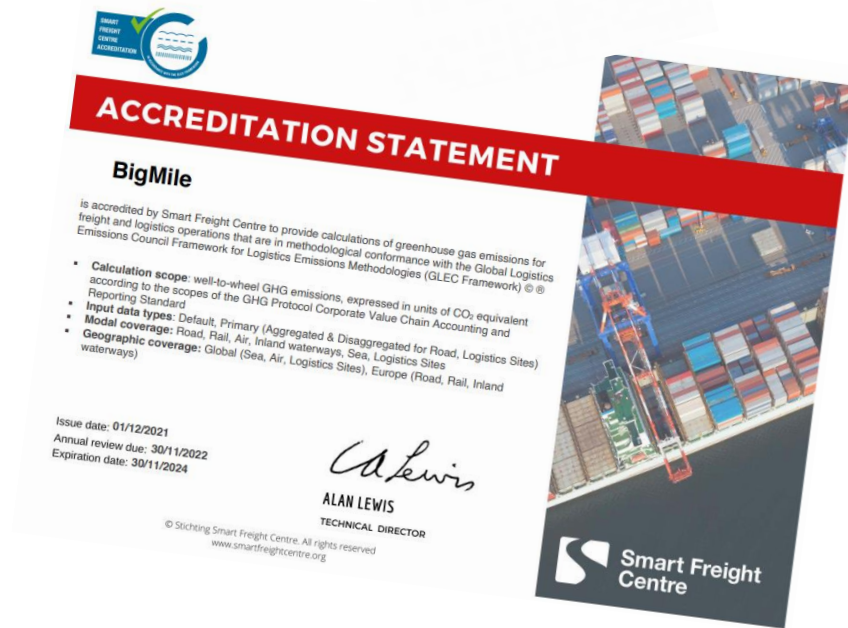 SMART
FREIGHT
CENTRE
ACCREDITATION
ACCREDITATION STATEMENT
BigMile
is accredited by Smart Freight Centre to provide calculations of greenhouse gas emissions for
freight and logistics operations that are in methodological conformance with the Global Logistics
Emissions Council Framework for Logistics Emissions Methodologies (GLEC Framework) © ®
▪ Calculation scope: well-to-wheel GHG emissions, expressed in units of CO₂ equivalent
according to the scopes of the GHG Protocol Corporate Value Chain Accounting and
Reporting Standard
▪ Input data types: Default, Primary (Aggregated & Disaggregated for Road, Logistics Sites)
▪ Modal coverage: Road, Rail, Air, Inland waterways, Sea, Logistics Sites
▪ Geographic coverage: Global (Sea, Air, Logistics Sites), Europe (Road, Rail, Inland
waterways)
Issue date: 01/12/2021
Annual review due: 30/11/2022
Expiration date: 30/11/2024
CA Lewis
ALAN LEWIS
TECHNICAL DIRECTOR
© Stichting Smart Freight Centre. All rights reserved
www.smartfreightcentre.org
Smart Freight
Centre